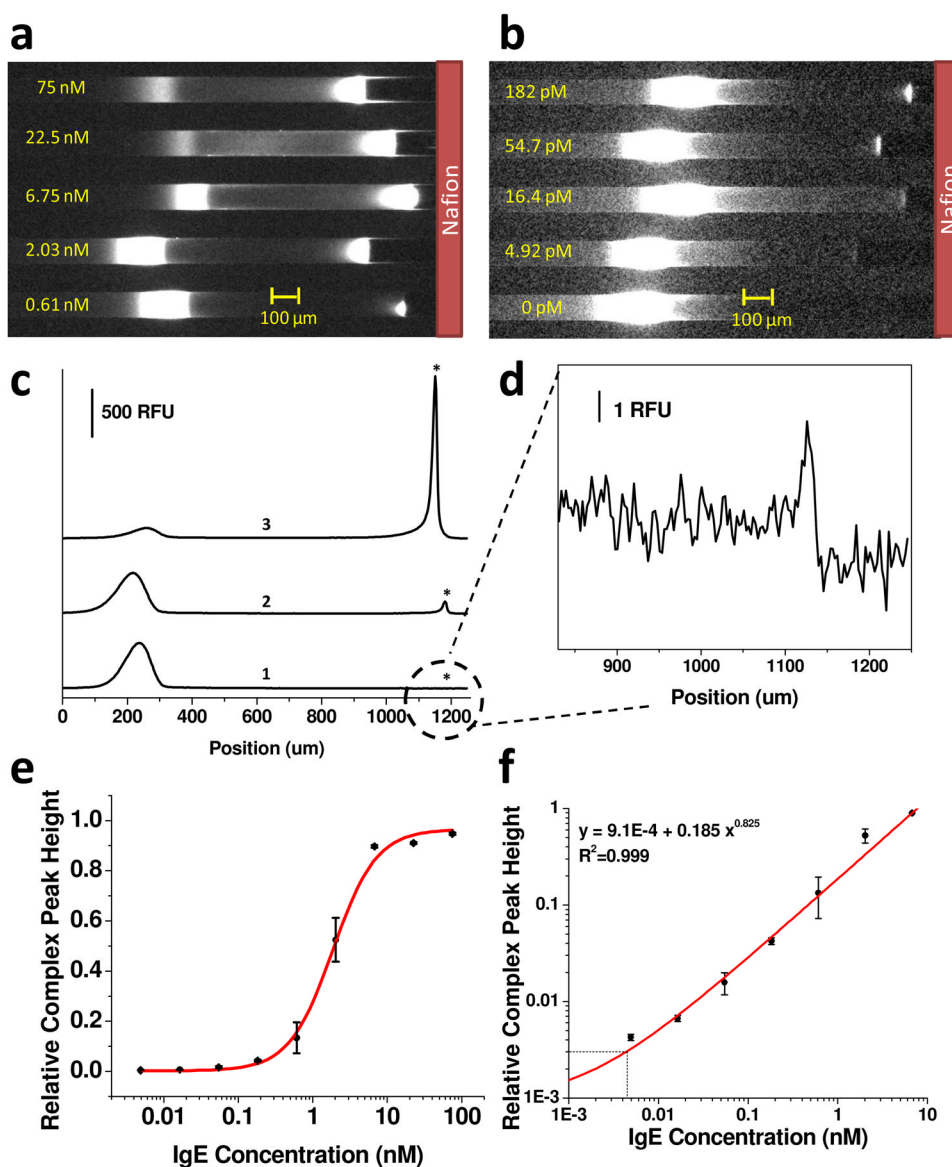 a
75 nM
22.5 nM
6.75 nM
2.03 nM
0.61 nM
100 µm
Nafion
b
182 pM
54.7 pM
16.4 pM
4.92 pM
0 pM
100 µm
Nafion
c
500 RFU
*
3
2
*
1
*
0 200 400 600 800 1000 1200
Position (um)
d
1 RFU
900 1000 1100 1200
Position (um)
e
Relative Complex Peak Height
1.0
0.8
0.6
0.4
0.2
0.0
0.01 0.1 1 10 100
IgE Concentration (nM)
f
Relative Complex Peak Height
y = 9.1E-4 + 0.185 x^0.825
R²=0.999
1
0.1
0.01
1E-3
1E-3 0.01 0.1 1 10
IgE Concentration (nM)